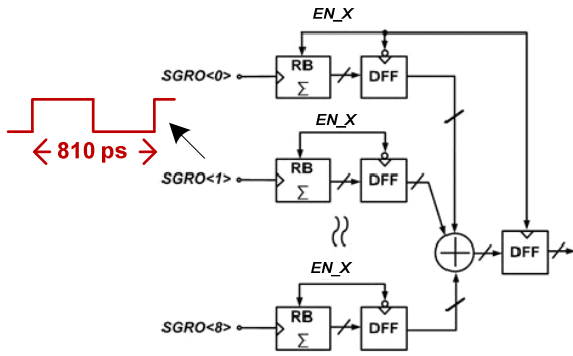 EN_X
SGRO<0>
RB
Σ
DFF
810 ps
EN_X
SGRO<1>
RB
Σ
DFF
DFF
EN_X
SGRO<8>
RB
Σ
DFF